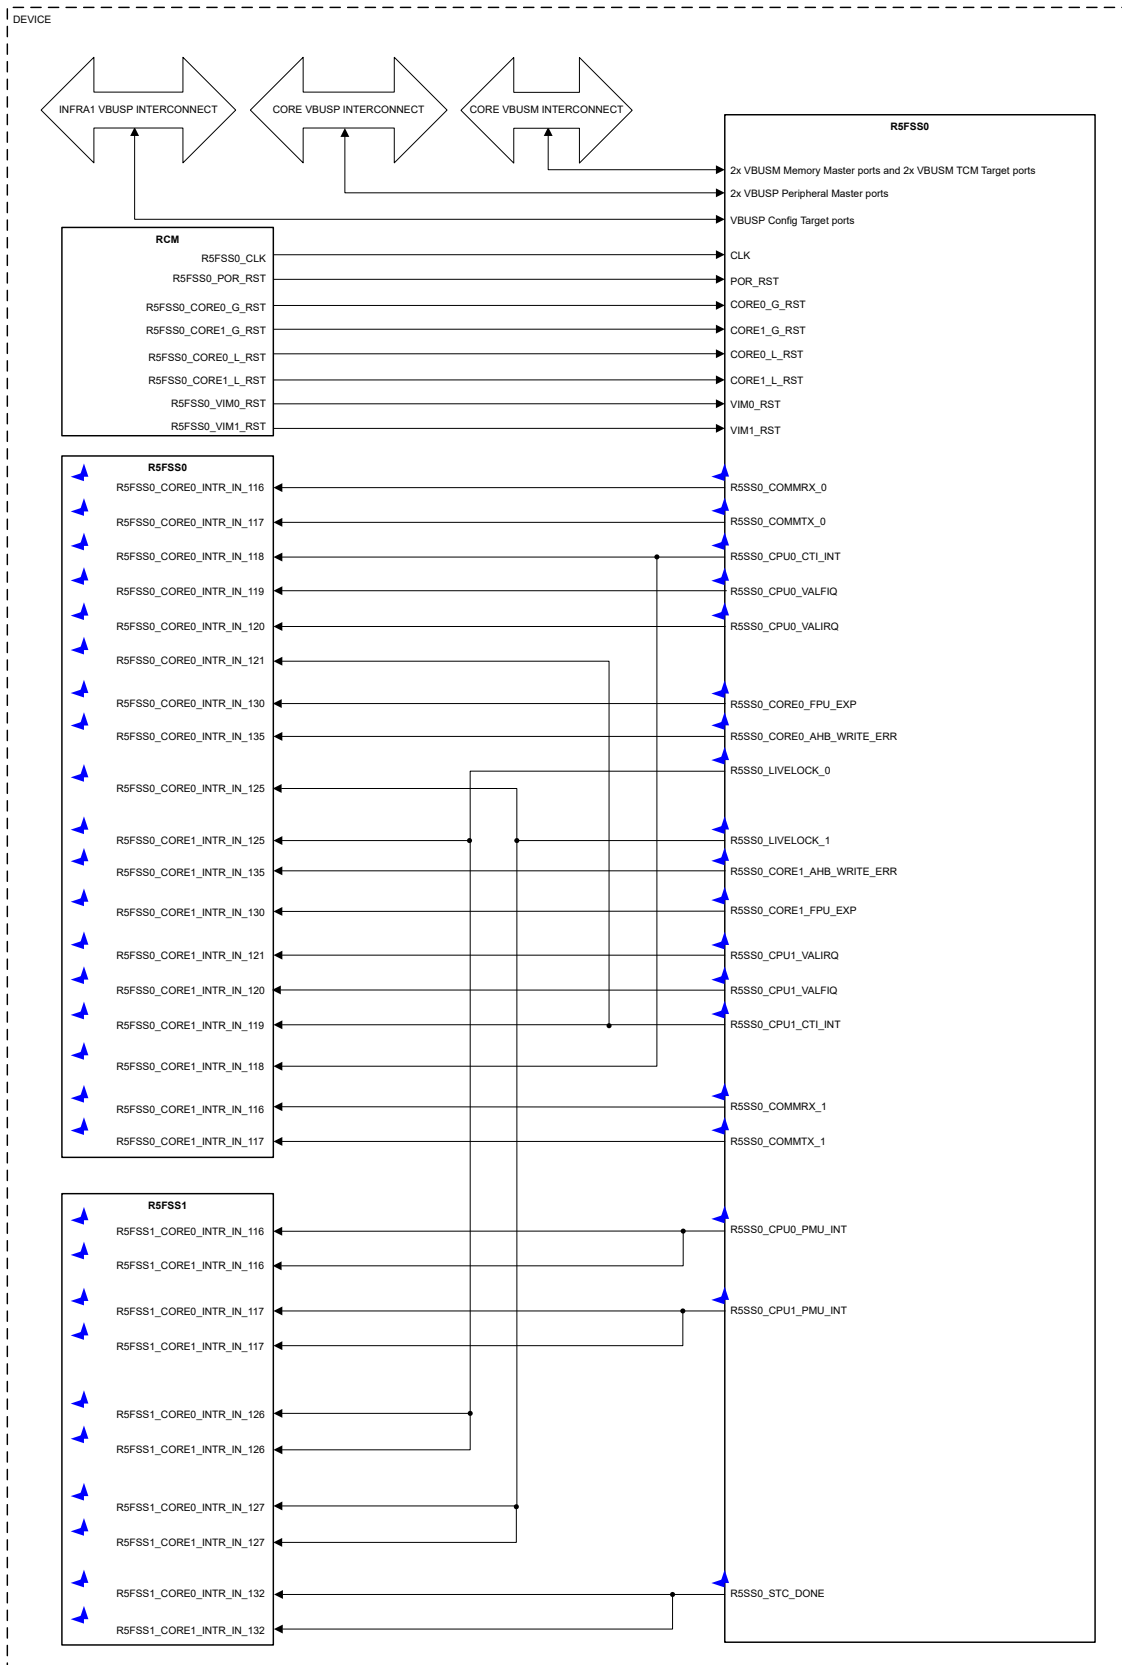 DEVICE
INFRA1 VBUSP INTERCONNECT
CORE VBUSP INTERCONNECT
CORE VBUSM INTERCONNECT
R5FSS0
2x VBUSM Memory Master ports and 2x VBUSM TCM Target ports
2x VBUSP Peripheral Master ports
VBUSP Config Target ports
CLK
POR_RST
CORE0_G_RST
CORE1_G_RST
CORE0_L_RST
CORE1_L_RST
VIM0_RST
VIM1_RST
R5SS0_COMMRX_0
R5SS0_COMMTX_0
R5SS0_CPU0_CTI_INT
R5SS0_CPU0_VALFIQ
R5SS0_CPU0_VALIRQ
R5SS0_CORE0_FPU_EXP
R5SS0_CORE0_AHB_WRITE_ERR
R5SS0_LIVELOCK_0
R5SS0_LIVELOCK_1
R5SS0_CORE1_AHB_WRITE_ERR
R5SS0_CORE1_FPU_EXP
R5SS0_CPU1_VALIRQ
R5SS0_CPU1_VALFIQ
R5SS0_CPU1_CTI_INT
R5SS0_COMMRX_1
R5SS0_COMMTX_1
R5SS0_CPU0_PMU_INT
R5SS0_CPU1_PMU_INT
R5SS0_STC_DONE
RCM
R5FSS0_CLK
R5FSS0_POR_RST
R5FSS0_CORE0_G_RST
R5FSS0_CORE1_G_RST
R5FSS0_CORE0_L_RST
R5FSS0_CORE1_L_RST
R5FSS0_VIM0_RST
R5FSS0_VIM1_RST
R5FSS0
R5FSS0_CORE0_INTR_IN_116
R5FSS0_CORE0_INTR_IN_117
R5FSS0_CORE0_INTR_IN_118
R5FSS0_CORE0_INTR_IN_119
R5FSS0_CORE0_INTR_IN_120
R5FSS0_CORE0_INTR_IN_121
R5FSS0_CORE0_INTR_IN_130
R5FSS0_CORE0_INTR_IN_135
R5FSS0_CORE0_INTR_IN_125
R5FSS0_CORE1_INTR_IN_125
R5FSS0_CORE1_INTR_IN_135
R5FSS0_CORE1_INTR_IN_130
R5FSS0_CORE1_INTR_IN_121
R5FSS0_CORE1_INTR_IN_120
R5FSS0_CORE1_INTR_IN_119
R5FSS0_CORE1_INTR_IN_118
R5FSS0_CORE1_INTR_IN_116
R5FSS0_CORE1_INTR_IN_117
R5FSS1
R5FSS1_CORE0_INTR_IN_116
R5FSS1_CORE1_INTR_IN_116
R5FSS1_CORE0_INTR_IN_117
R5FSS1_CORE1_INTR_IN_117
R5FSS1_CORE0_INTR_IN_126
R5FSS1_CORE1_INTR_IN_126
R5FSS1_CORE0_INTR_IN_127
R5FSS1_CORE1_INTR_IN_127
R5FSS1_CORE0_INTR_IN_132
R5FSS1_CORE1_INTR_IN_132